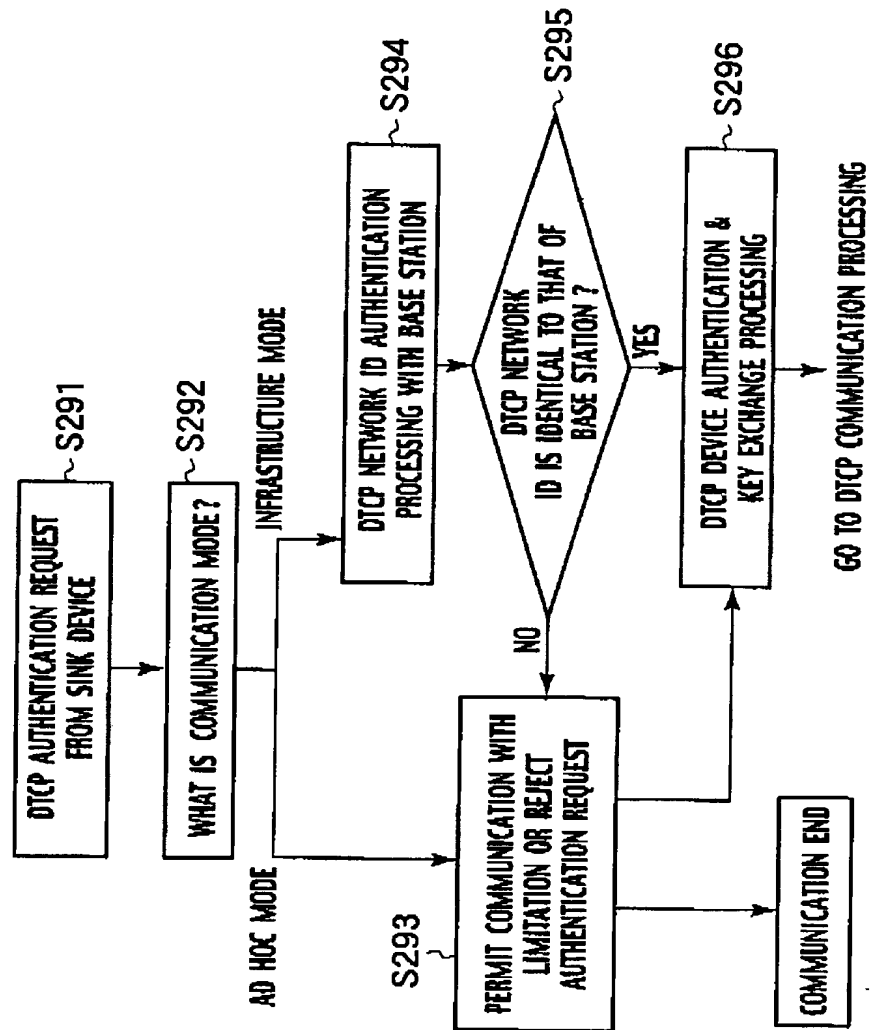 DTCP AUTHENTICATION REQUEST
FROM SINK DEVICE
S291
WHAT IS COMMUNICATION MODE?
S292
AD HOC MODE
INFRASTRUCTURE MODE
S293
PERMIT COMMUNICATION WITH
LIMITATION OR REJECT
AUTHENTICATION REQUEST
DTCP NETWORK ID AUTHENTICATION
PROCESSING WITH BASE STATION
S294
DTCP NETWORK
ID IS IDENTICAL TO THAT OF
BASE STATION ?
S295
NO
YES
COMMUNICATION END
DTCP DEVICE AUTHENTICATION &
KEY EXCHANGE PROCESSING
S296
GO TO DTCP COMMUNICATION PROCESSING